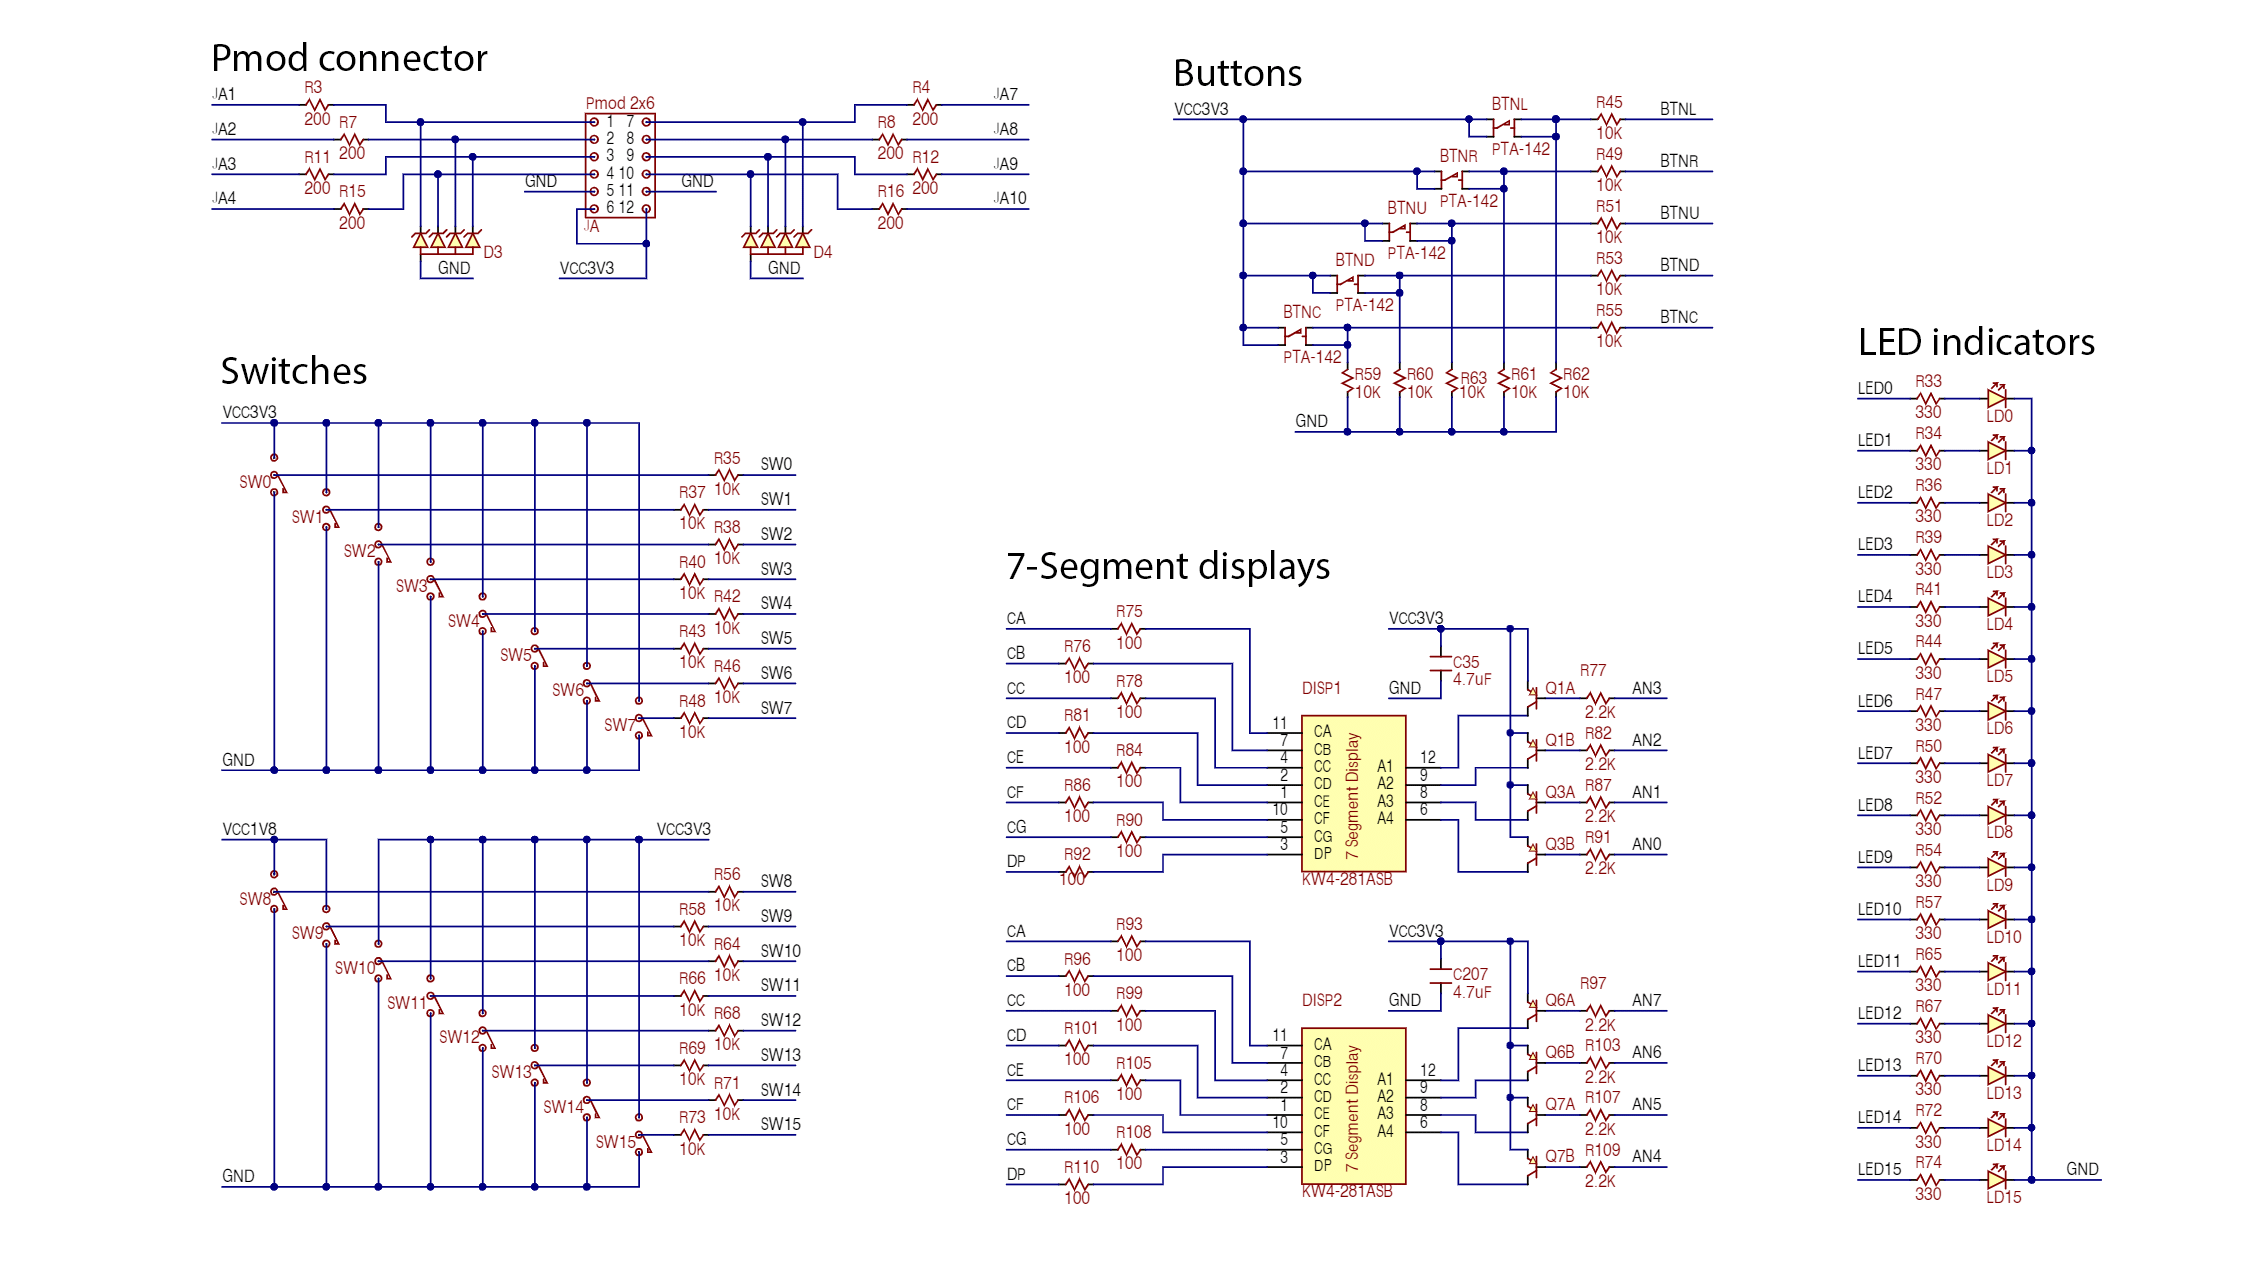 Pmod connector
JA1 R3 200
JA2 R7 200
JA3 R11 200
JA4 R15 200
Pmod 2x6
1 7
2 8
3 9
4 10
5 11
6 12
JA
GND
GND
R4 200 JA7
R8 200 JA8
R12 200 JA9
R16 200 JA10
D3
GND
VCC3V3
D4
GND
Buttons
VCC3V3
BTNL PTA-142 R45 10K BTNL
BTNR PTA-142 R49 10K BTNR
BTNU PTA-142 R51 10K BTNU
BTND PTA-142 R53 10K BTND
BTNC PTA-142 R55 10K BTNC
R59 R60 R63 R61 R62
10K 10K 10K 10K 10K
GND
Switches
VCC3V3
SW0 R35 10K SW0
SW1 R37 10K SW1
SW2 R38 10K SW2
SW3 R40 10K SW3
SW4 R42 10K SW4
SW5 R43 10K SW5
SW6 R46 10K SW6
SW7 R48 10K SW7
GND
VCC1V8 VCC3V3
SW8 R56 10K SW8
SW9 R58 10K SW9
SW10 R64 10K SW10
SW11 R66 10K SW11
SW12 R68 10K SW12
SW13 R69 10K SW13
SW14 R71 10K SW14
SW15 R73 10K SW15
GND
7-Segment displays
CA R75 100
CB R76 100
CC R78 100
CD R81 100
CE R84 100
CF R86 100
CG R90 100
DP R92 100
DISP1
11 CA
7 CB
4 CC
2 CD
1 CE
10 CF
5 CG
3 DP
7 Segment Display
A1 12
A2 9
A3 8
A4 6
KW4-281ASB
VCC3V3
C35
4.7uF
GND
Q1A R77 2.2K AN3
Q1B R82 2.2K AN2
Q3A R87 2.2K AN1
Q3B R91 2.2K AN0
CA R93 100
CB R96 100
CC R99 100
CD R101 100
CE R105 100
CF R106 100
CG R108 100
DP R110 100
DISP2
11 CA
7 CB
4 CC
2 CD
1 CE
10 CF
5 CG
3 DP
7 Segment Display
A1 12
A2 9
A3 8
A4 6
KW4-281ASB
VCC3V3
C207
4.7uF
GND
Q6A R97 2.2K AN7
Q6B R103 2.2K AN6
Q7A R107 2.2K AN5
Q7B R109 2.2K AN4
LED indicators
LED0 R33 330 LD0
LED1 R34 330 LD1
LED2 R36 330 LD2
LED3 R39 330 LD3
LED4 R41 330 LD4
LED5 R44 330 LD5
LED6 R47 330 LD6
LED7 R50 330 LD7
LED8 R52 330 LD8
LED9 R54 330 LD9
LED10 R57 330 LD10
LED11 R65 330 LD11
LED12 R67 330 LD12
LED13 R70 330 LD13
LED14 R72 330 LD14
LED15 R74 330 LD15
GND